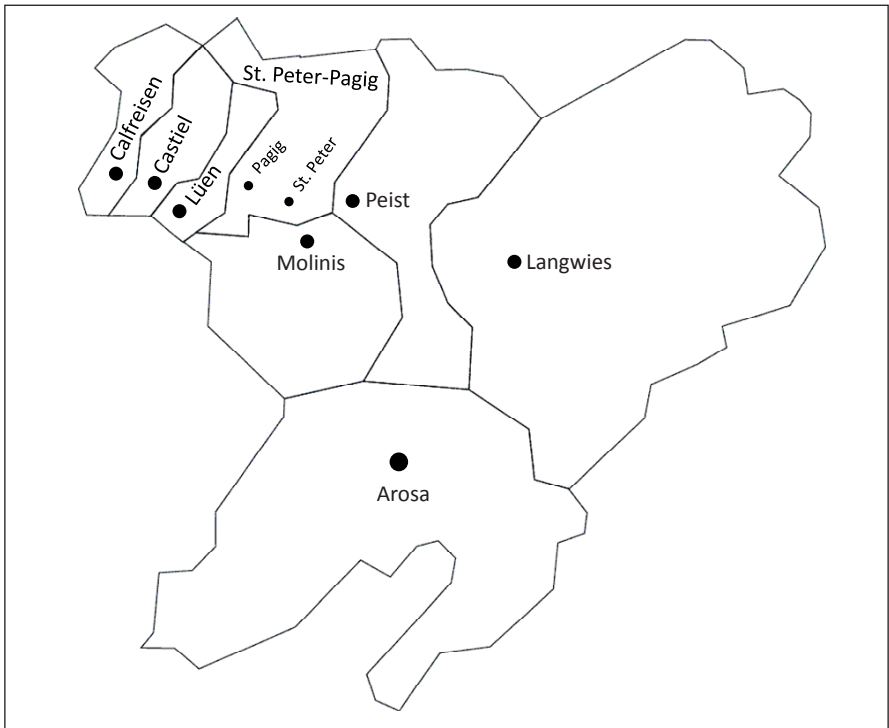 St. Peter-Pagig
Calfreisen
Castiel
Lüen
Pagig
St. Peter
Peist
Molinis
Langwies
Arosa